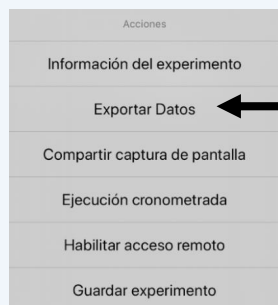 Acciones
Información del experimento
Exportar Datos
Compartir captura de pantalla
Ejecución cronometrada
Habilitar acceso remoto
Guardar experimento